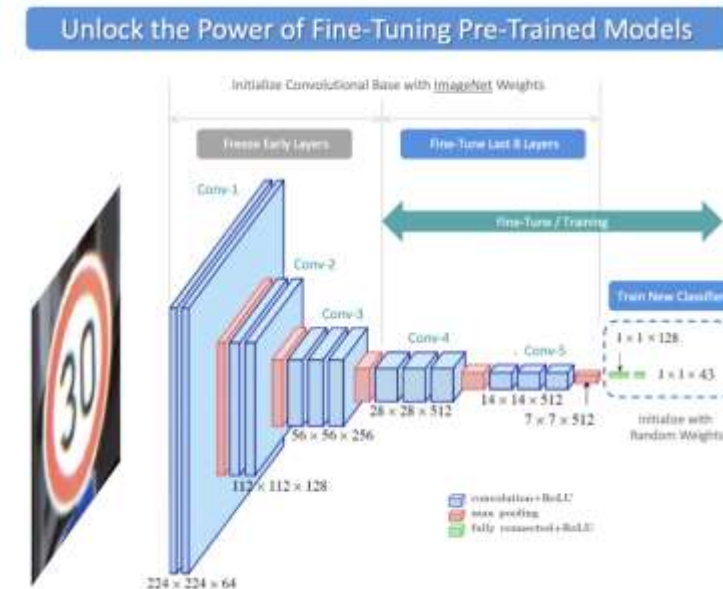 Unlock the Power of Fine-Tuning Pre-Trained Models
Initialize Convolutional Base with ImageNet Weights
Freeze Early Layers
Fine-Tune Last 8 Layers
Conv-1
Fine-Tune / Training
Conv-2
Train New Classifie
Conv-3
1 × 1 × 128
Conv-4
Conv-5
1 × 1 × 43
30
28 × 28 × 512
14 × 14 × 512
7 × 7 × 512
Initialize with
Random Weights
56 × 56 × 256
112 × 112 × 128
convolution+ReLU
max pooling
fully connected+ReLU
224 × 224 × 64